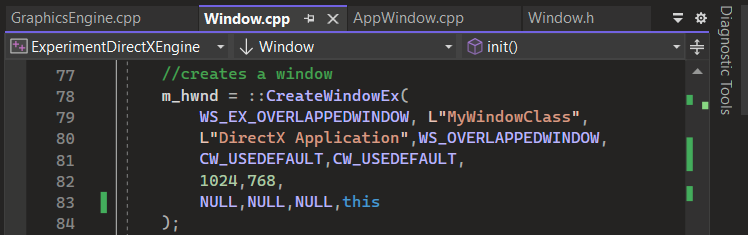 GraphicsEngine.cpp Window.cpp AppWindow.cpp Window.h
ExperimentDirectXEngine Window init()
77 //creates a window
78 m_hwnd = ::CreateWindowEx(
79 WS_EX_OVERLAPPEDWINDOW, L"MyWindowClass",
80 L"DirectX Application",WS_OVERLAPPEDWINDOW,
81 CW_USEDEFAULT,CW_USEDEFAULT,
82 1024,768,
83 NULL,NULL,NULL,this
84 );
Diagnostic Tools